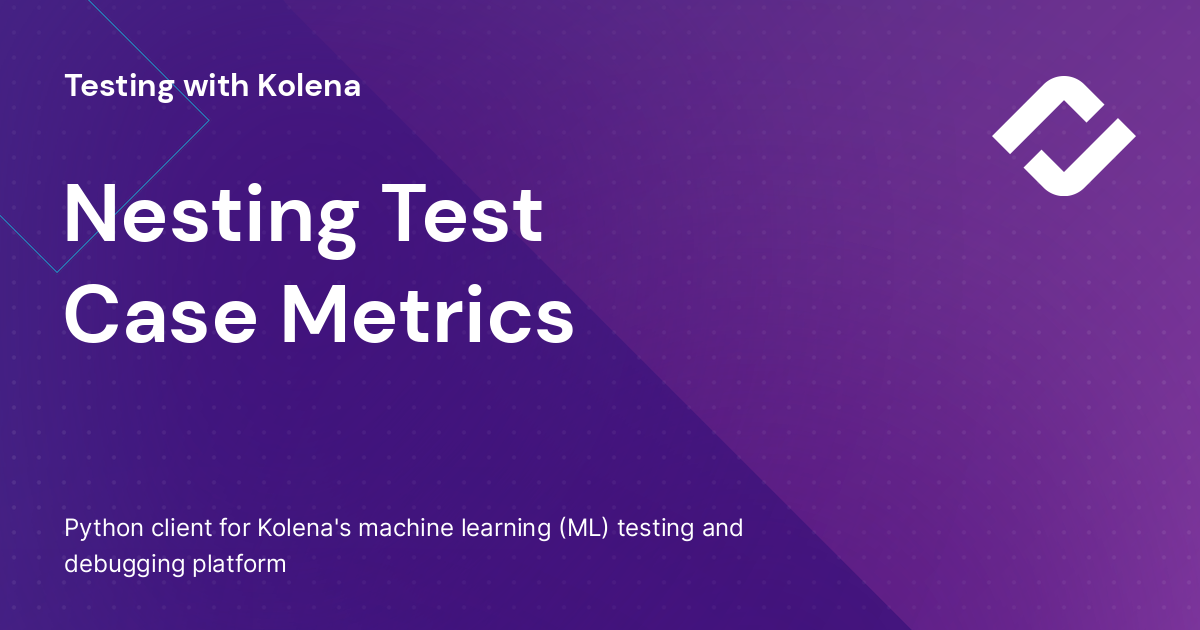 Testing with Kolena
Nesting Test
Case Metrics
Python client for Kolena's machine learning (ML) testing and
debugging platform